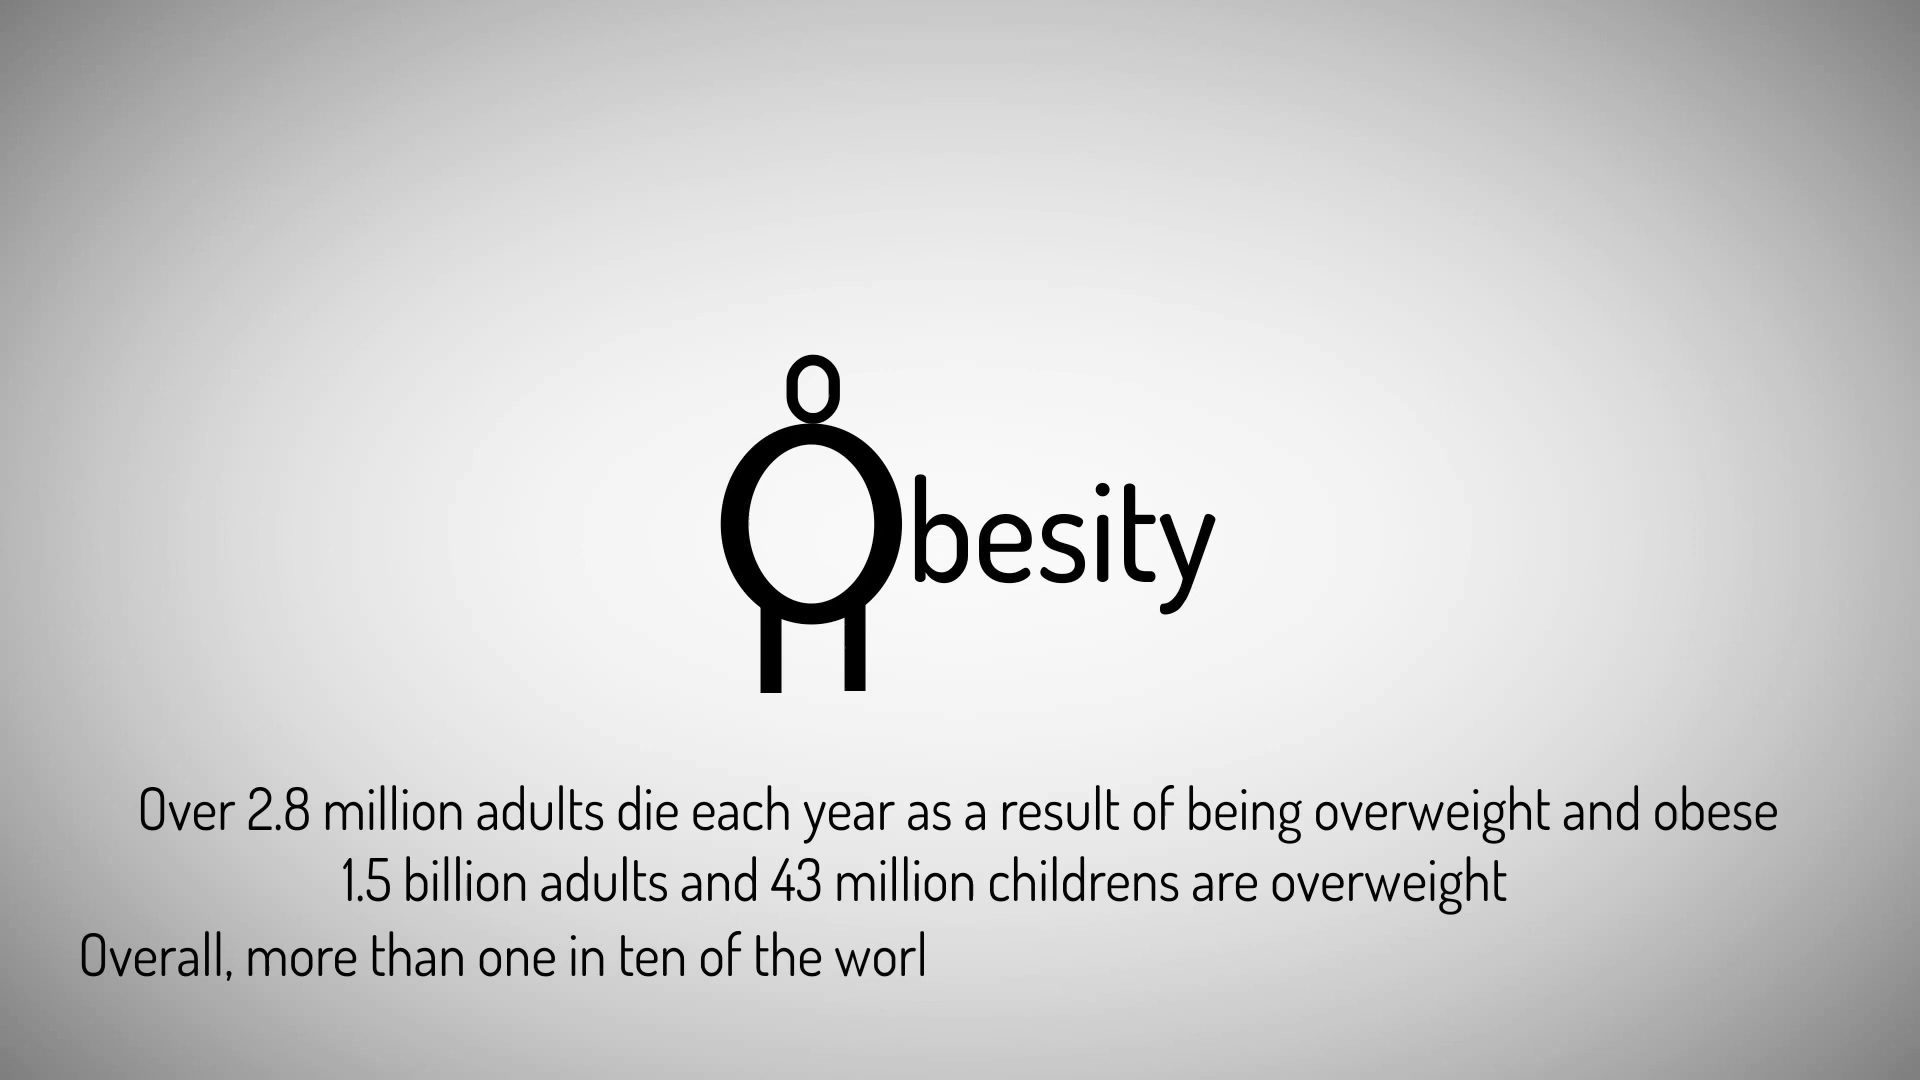 Obesity
Over 2.8 million adults die each year as a result of being overweight and obese
1.5 billion adults and 43 million childrens are overweight
Overall, more than one in ten of the worl